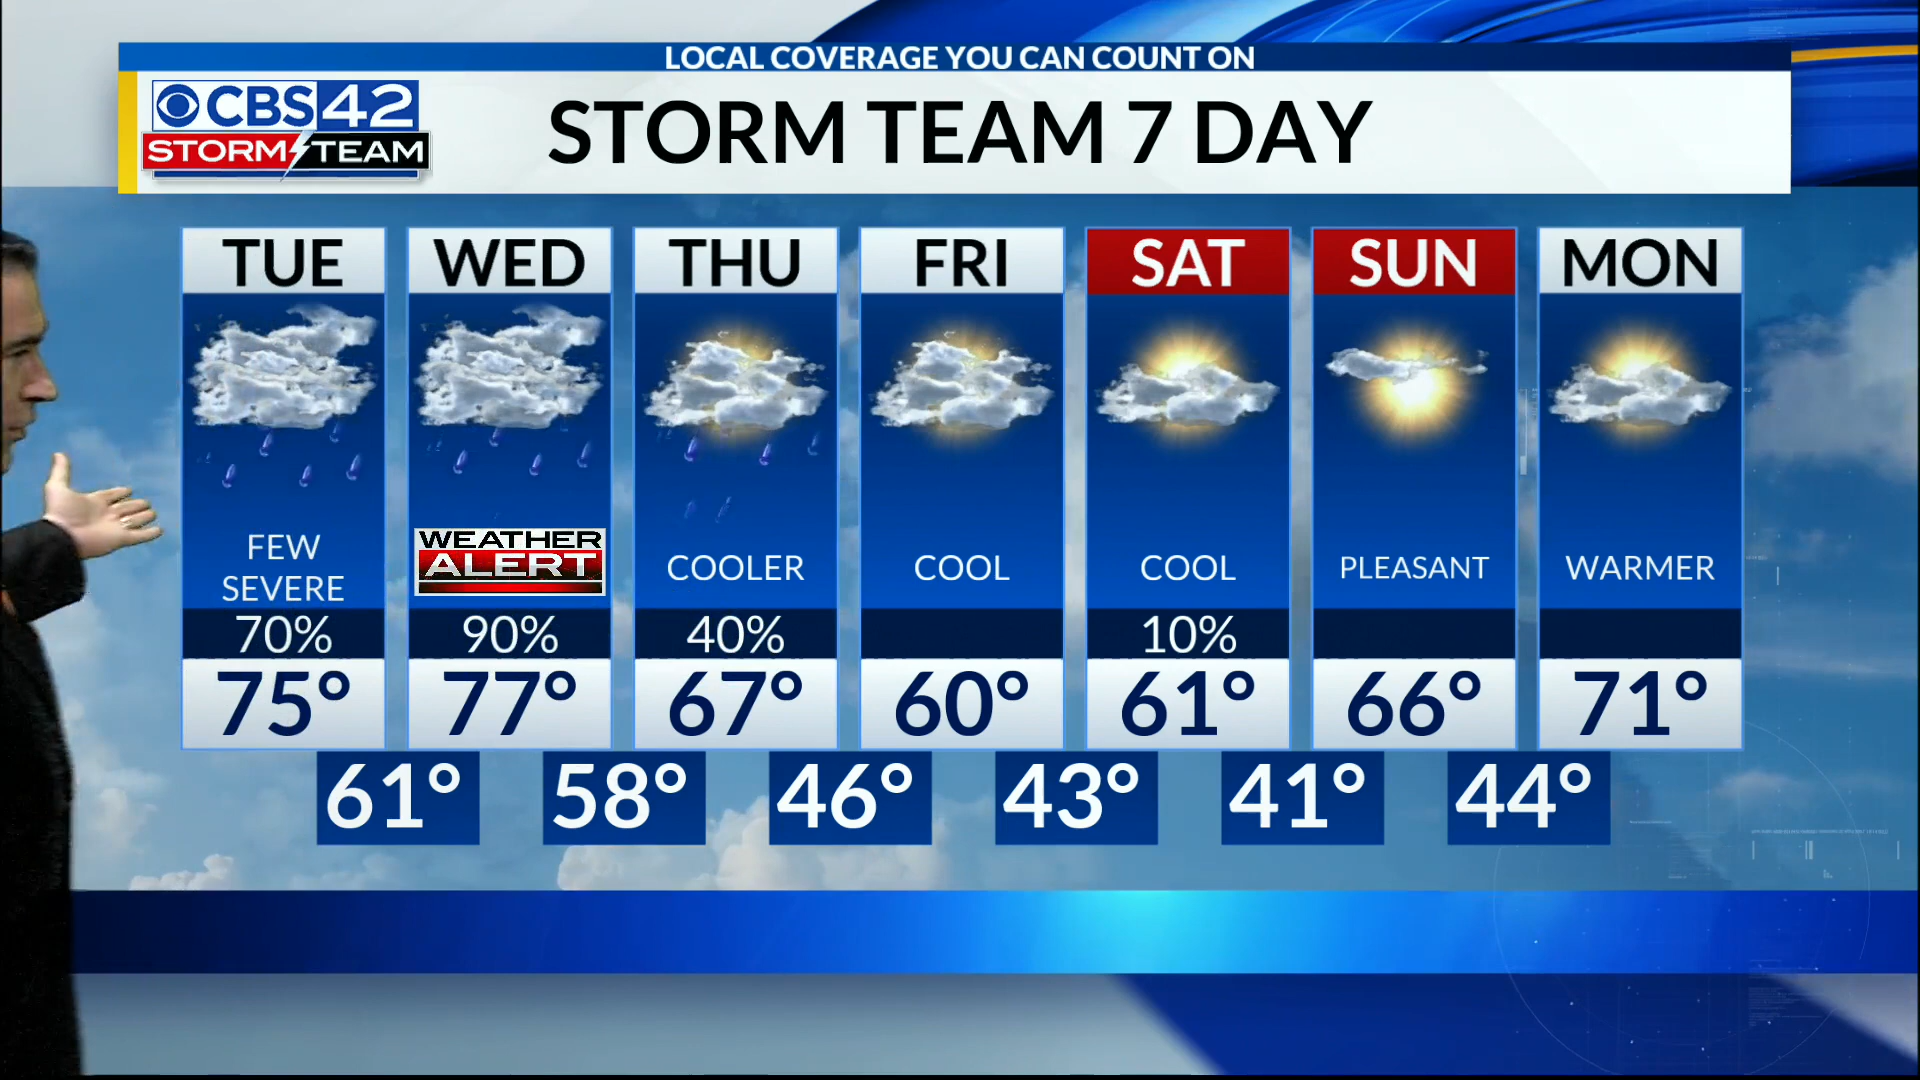 LOCAL COVERAGE YOU CAN COUNT ON
CBS 42
STORM TEAM
STORM TEAM 7 DAY
TUE WED THU FRI SAT SUN MON
FEW
SEVERE
WEATHER
ALERT
COOLER COOL COOL PLEASANT WARMER
70% 90% 40% 10%
75° 77° 67° 60° 61° 66° 71°
61° 58° 46° 43° 41° 44°